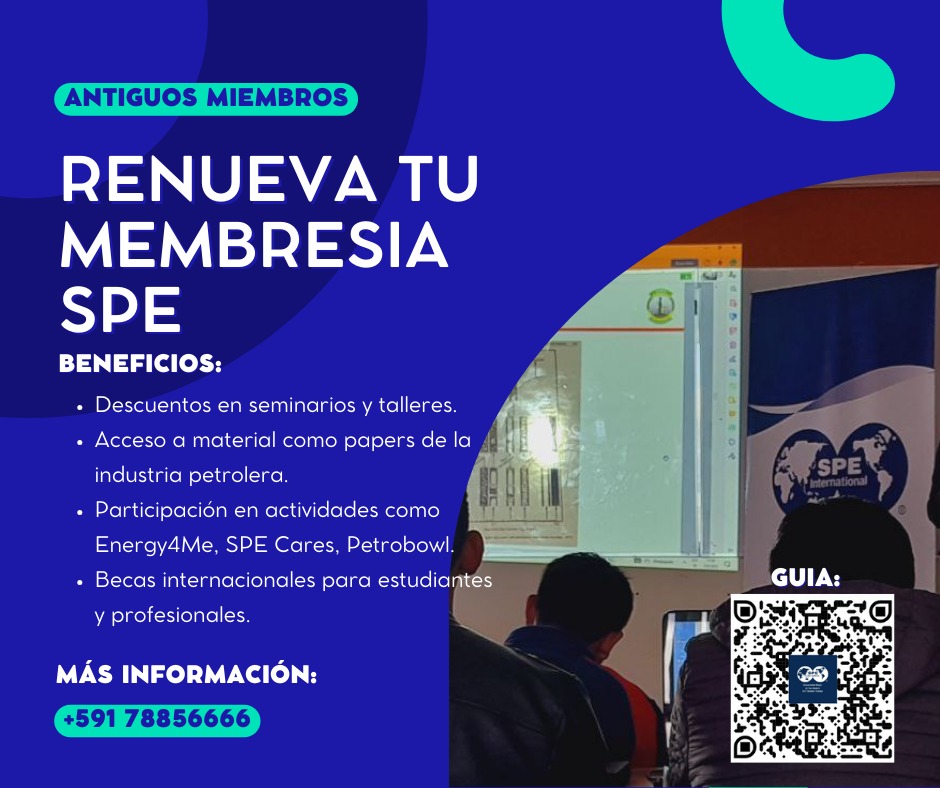 ANTIGUOS MIEMBROS
RENUEVA TU
MEMBRESIA
SPE
BENEFICIOS:
• Descuentos en seminarios y talleres.
• Acceso a material como papers de la
industria petrolera.
• Participación en actividades como
Energy4Me, SPE Cares, Petrobowl.
• Becas internacionales para estudiantes
y profesionales.
MÁS INFORMACIÓN:
+591 78856666
SPE
International
®
GUIA: